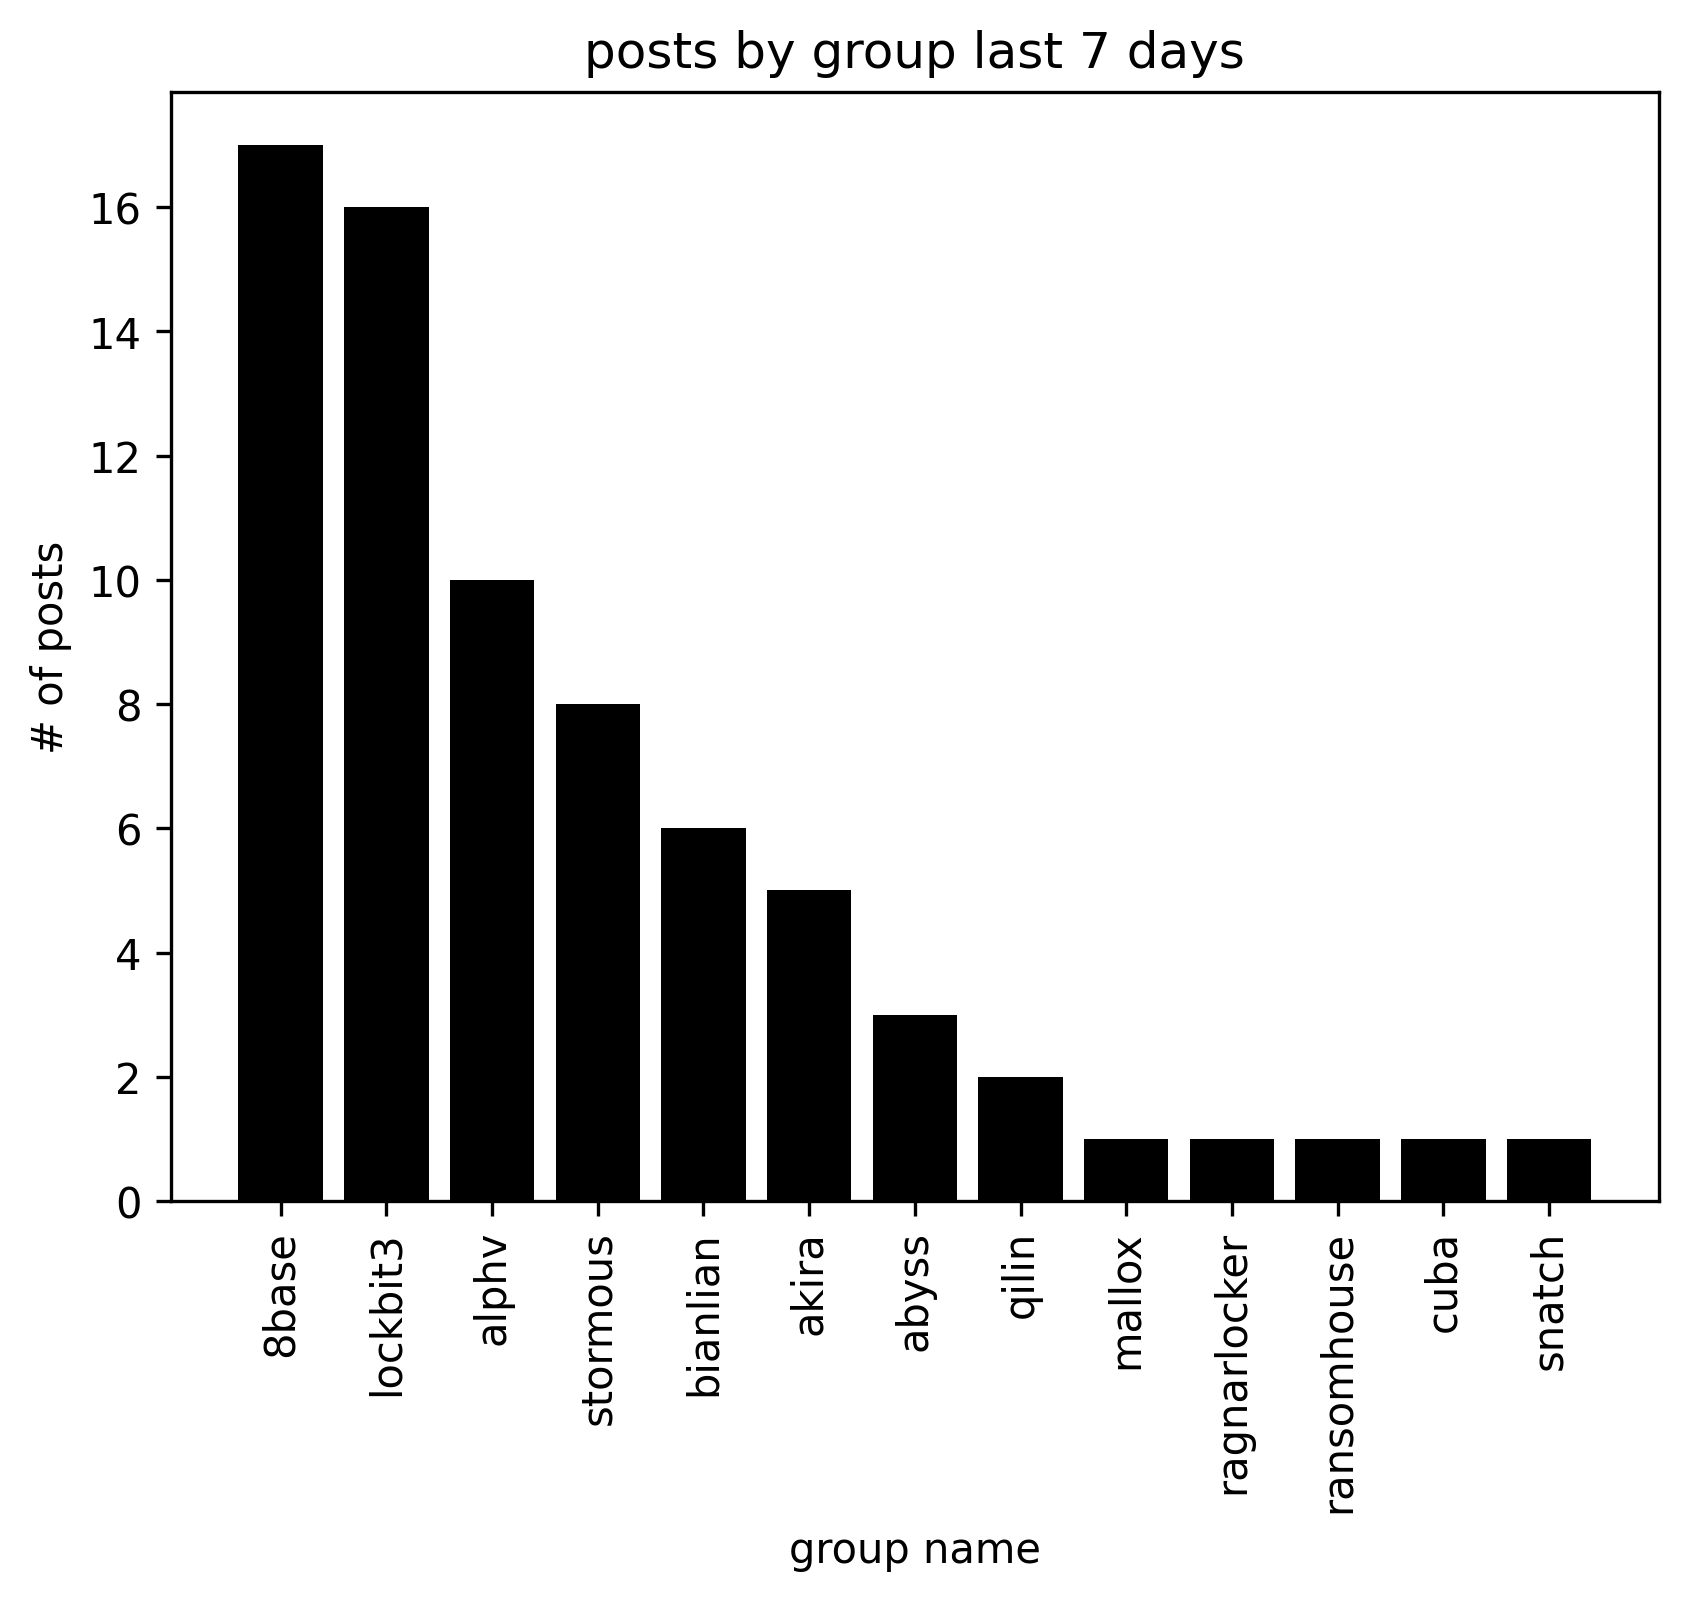 posts by group last 7 days
# of posts
16
14
12
10
8
6
4
2
0
8base
lockbit3
alphv
stormous
bianlian
akira
abyss
qilin
mallox
ragnarlocker
ransomhouse
cuba
snatch
group name